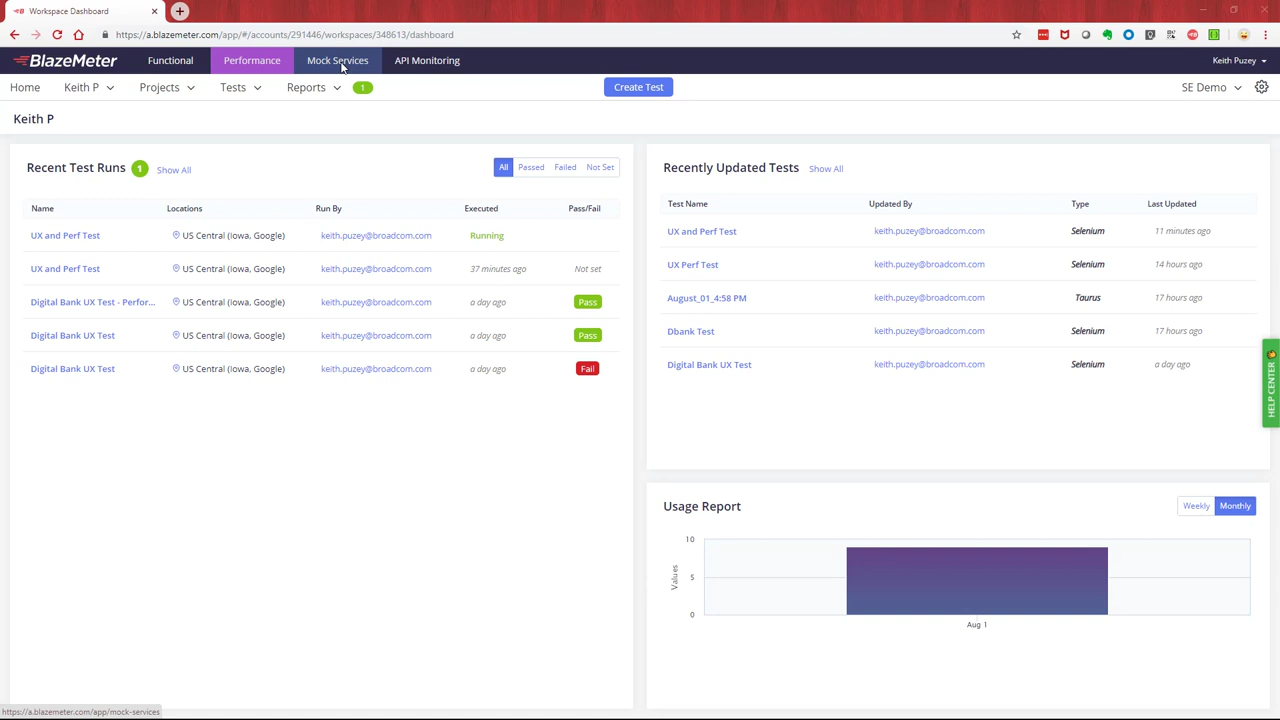 Workspace Dashboard
https://a.blazemeter.com/app/#/accounts/291446/workspaces/348613/dashboard
BlazeMeter Functional Performance Mock Services API Monitoring Keith Puzey
Home Keith P Projects Tests Reports 1 Create Test SE Demo
Keith P
Recent Test Runs 1 Show All All Passed Failed Not Set
Name Locations Run By Executed Pass/Fail
UX and Perf Test US Central (Iowa, Google) keith.puzey@broadcom.com Running
UX and Perf Test US Central (Iowa, Google) keith.puzey@broadcom.com 37 minutes ago Not set
Digital Bank UX Test - Perfor... US Central (Iowa, Google) keith.puzey@broadcom.com a day ago Pass
Digital Bank UX Test US Central (Iowa, Google) keith.puzey@broadcom.com a day ago Pass
Digital Bank UX Test US Central (Iowa, Google) keith.puzey@broadcom.com a day ago Fail
Recently Updated Tests Show All
Test Name Updated By Type Last Updated
UX and Perf Test keith.puzey@broadcom.com Selenium 11 minutes ago
UX Perf Test keith.puzey@broadcom.com Selenium 14 hours ago
August_01_4:58 PM keith.puzey@broadcom.com Taurus 17 hours ago
Dbank Test keith.puzey@broadcom.com Selenium 17 hours ago
Digital Bank UX Test keith.puzey@broadcom.com Selenium a day ago
Usage Report Weekly Monthly
10
Values
5
0
Aug 1
HELP CENTER
https://a.blazemeter.com/app/mock-services